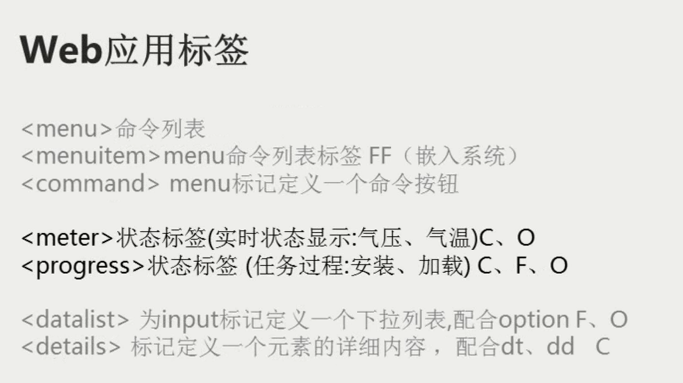 Web应用标签
<menu>命令列表
<menuitem>menu命令列表标签 FF（嵌入系统）
<command> menu标记定义一个命令按钮
<meter>状态标签(实时状态显示:气压、气温)C、O
<progress>状态标签 (任务过程:安装、加载) C、F、O
<datalist> 为input标记定义一个下拉列表,配合option F、O
<details> 标记定义一个元素的详细内容 ，配合dt、dd C